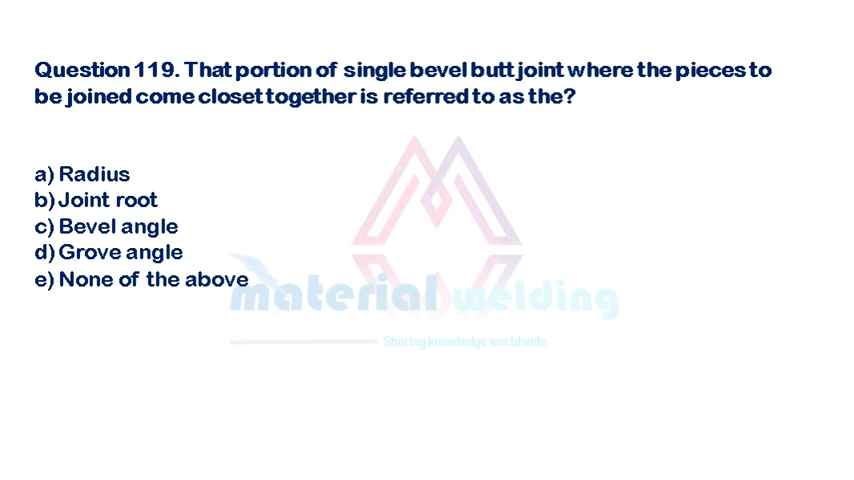 Question 119. That portion of single bevel butt joint where the pieces to
be joined come closet together is referred to as the?
a) Radius
b) Joint root
c) Bevel angle
d) Grove angle
e) None of the above
material welding
Sharing knowledge worldwide